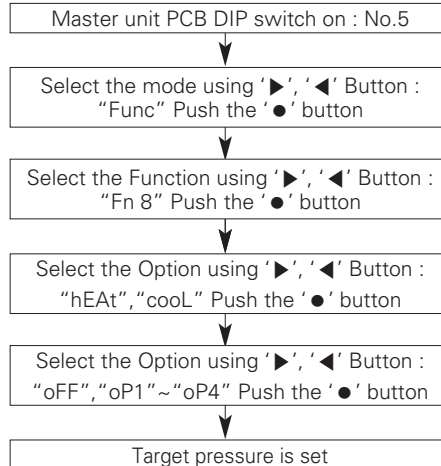 Master unit PCB DIP switch on : No.5
Select the mode using ‘▶’, ‘◀’ Button :
“Func” Push the ‘●’ button
Select the Function using ‘▶’, ‘◀’ Button :
“Fn 8” Push the ‘●’ button
Select the Option using ‘▶’, ‘◀’ Button :
“hEAt”,“cooL” Push the ‘●’ button
Select the Option using ‘▶’, ‘◀’ Button :
“oFF”,“oP1”~“oP4” Push the ‘●’ button
Target pressure is set